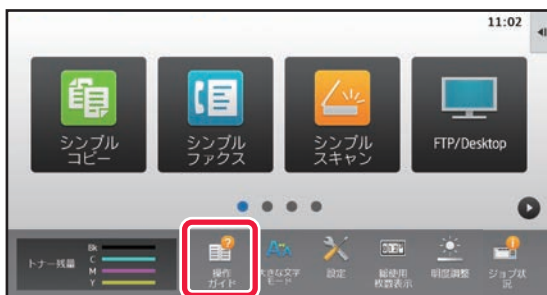 11:02
シンプル
コピー
シンプル
ファクス
シンプル
スキャン
FTP/Desktop
トナー残量
Bk
C
M
Y
操作
ガイド
大きな文字
モード
設定
総使用
枚数表示
明度調整
ジョブ状
況